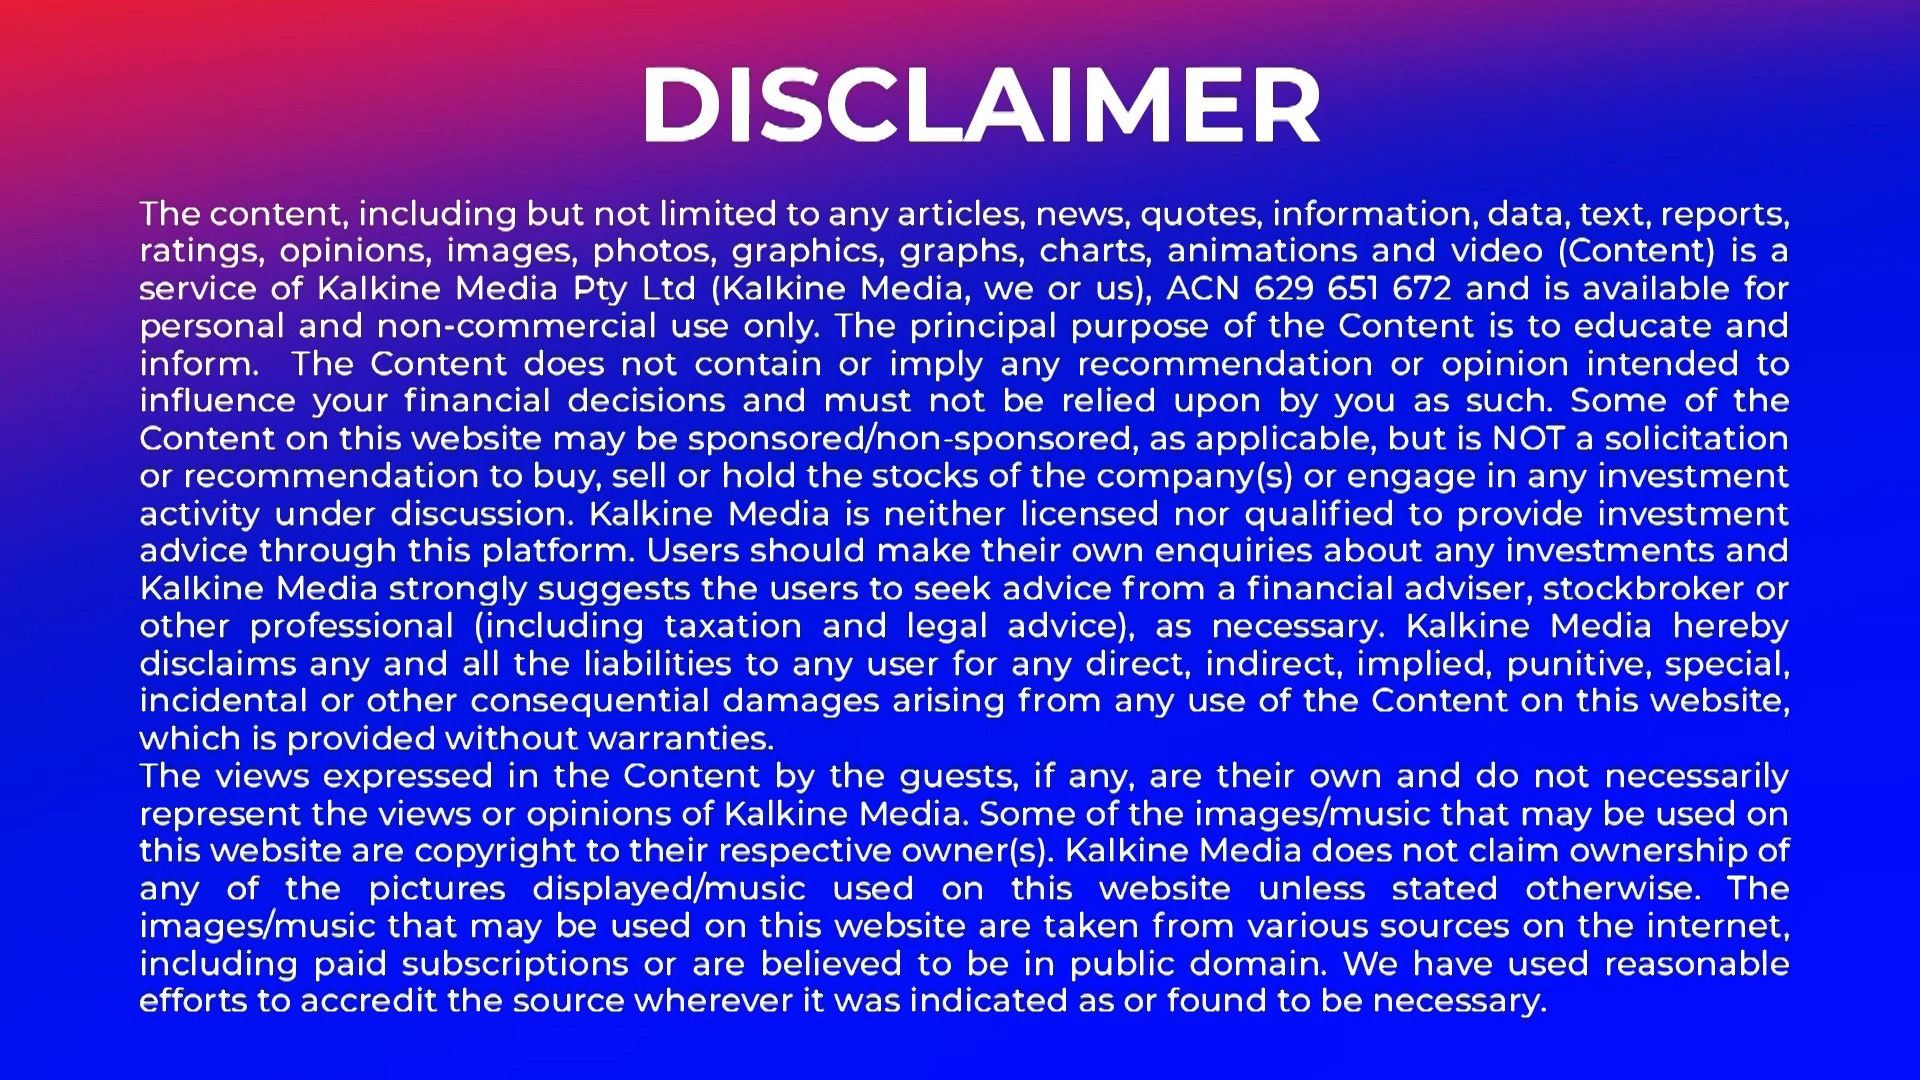 DISCLAIMER
The content, including but not limited to any articles, news, quotes, information, data, text, reports,
ratings, opinions, images, photos, graphics, graphs, charts, animations and video (Content) is a
service of Kalkine Media Pty Ltd (Kalkine Media, we or us), ACN 629 651 672 and is available for
personal and non-commercial use only. The principal purpose of the Content is to educate and
inform.  The Content does not contain or imply any recommendation or opinion intended to
influence your financial decisions and must not be relied upon by you as such. Some of the
Content on this website may be sponsored/non-sponsored, as applicable, but is NOT a solicitation
or recommendation to buy, sell or hold the stocks of the company(s) or engage in any investment
activity under discussion. Kalkine Media is neither licensed nor qualified to provide investment
advice through this platform. Users should make their own enquiries about any investments and
Kalkine Media strongly suggests the users to seek advice from a financial adviser, stockbroker or
other professional (including taxation and legal advice), as necessary. Kalkine Media hereby
disclaims any and all the liabilities to any user for any direct, indirect, implied, punitive, special,
incidental or other consequential damages arising from any use of the Content on this website,
which is provided without warranties.
The views expressed in the Content by the guests, if any, are their own and do not necessarily
represent the views or opinions of Kalkine Media. Some of the images/music that may be used on
this website are copyright to their respective owner(s). Kalkine Media does not claim ownership of
any of the pictures displayed/music used on this website unless stated otherwise. The
images/music that may be used on this website are taken from various sources on the internet,
including paid subscriptions or are believed to be in public domain. We have used reasonable
efforts to accredit the source wherever it was indicated as or found to be necessary.